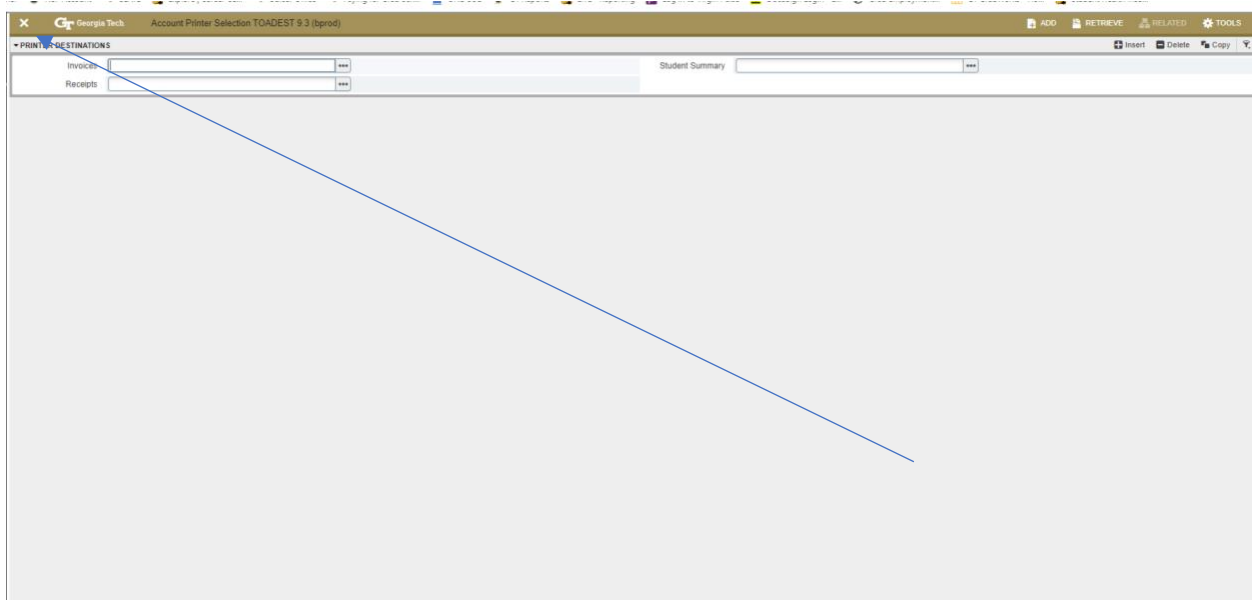 × GT Georgia Tech Account Printer Selection TOADEST 9.3 (bprod) ADD RETRIEVE RELATED TOOLS
PRINTER DESTINATIONS Insert Delete Copy
Invoices Student Summary
Receipts